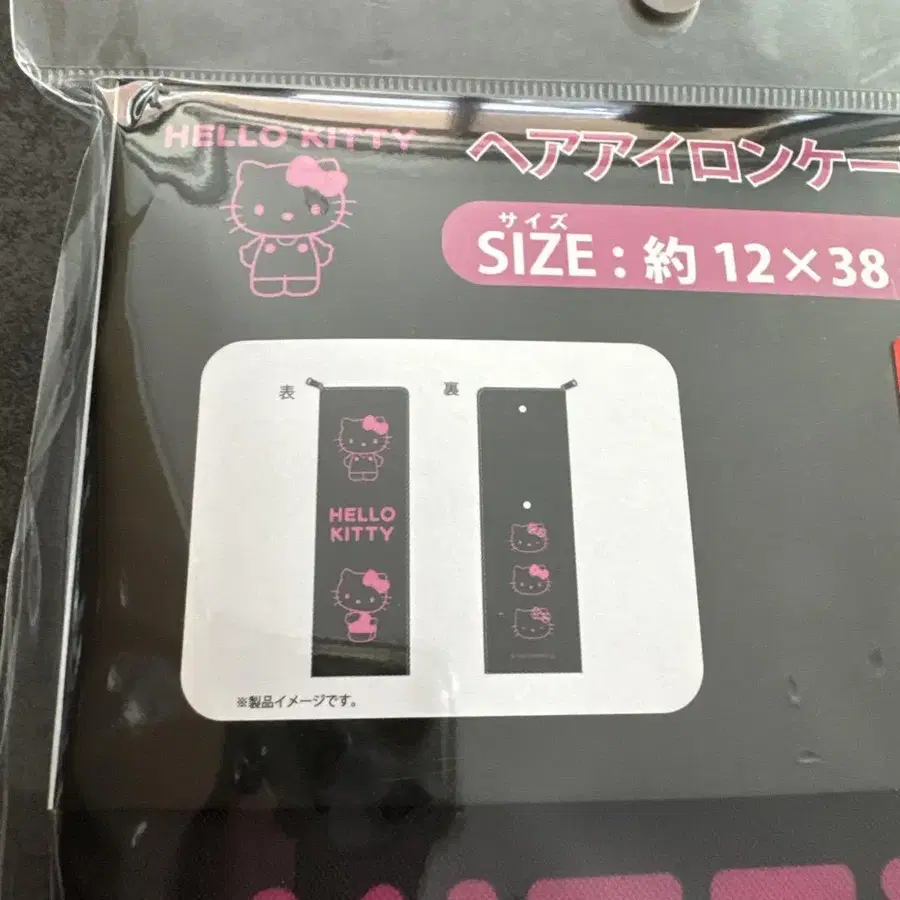 HELLO KITTY
ヘアアイロンケー
サイズ
SIZE：約 12×38
表
裏
HELLO
KITTY
※製品イメージです。